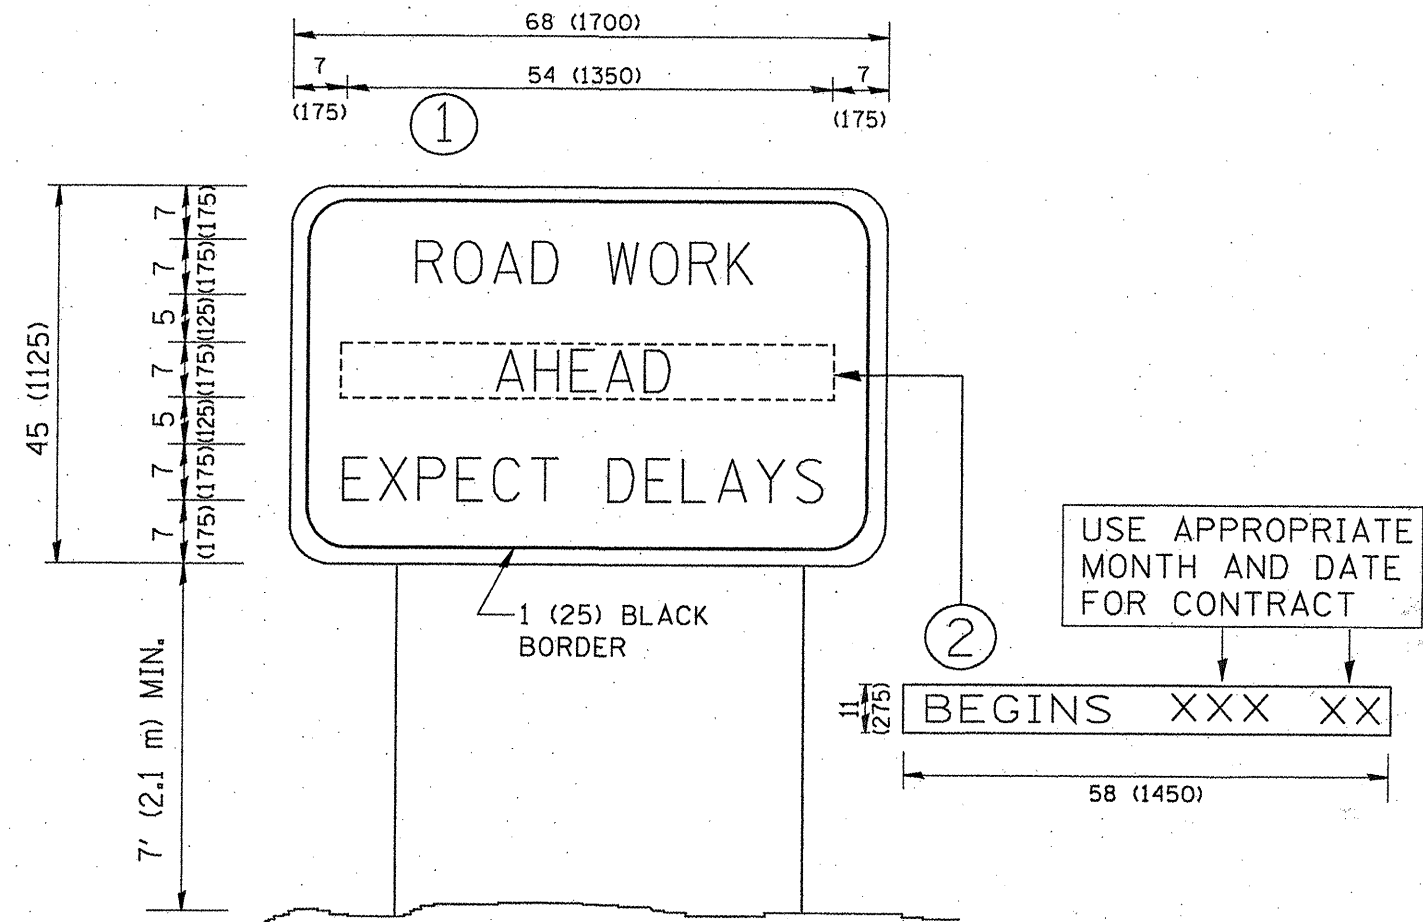 68 (1700)
7
54 (1350)
7
(175)
(175)
1
45 (1125)
7 (175)
7 (175)
5 (125)
7 (175)
5 (125)
7 (175)
7 (175)
ROAD WORK
AHEAD
EXPECT DELAYS
1 (25) BLACK
BORDER
7' (2.1 m) MIN.
USE APPROPRIATE
MONTH AND DATE
FOR CONTRACT
2
11
(275)
BEGINS XXX XX
58 (1450)